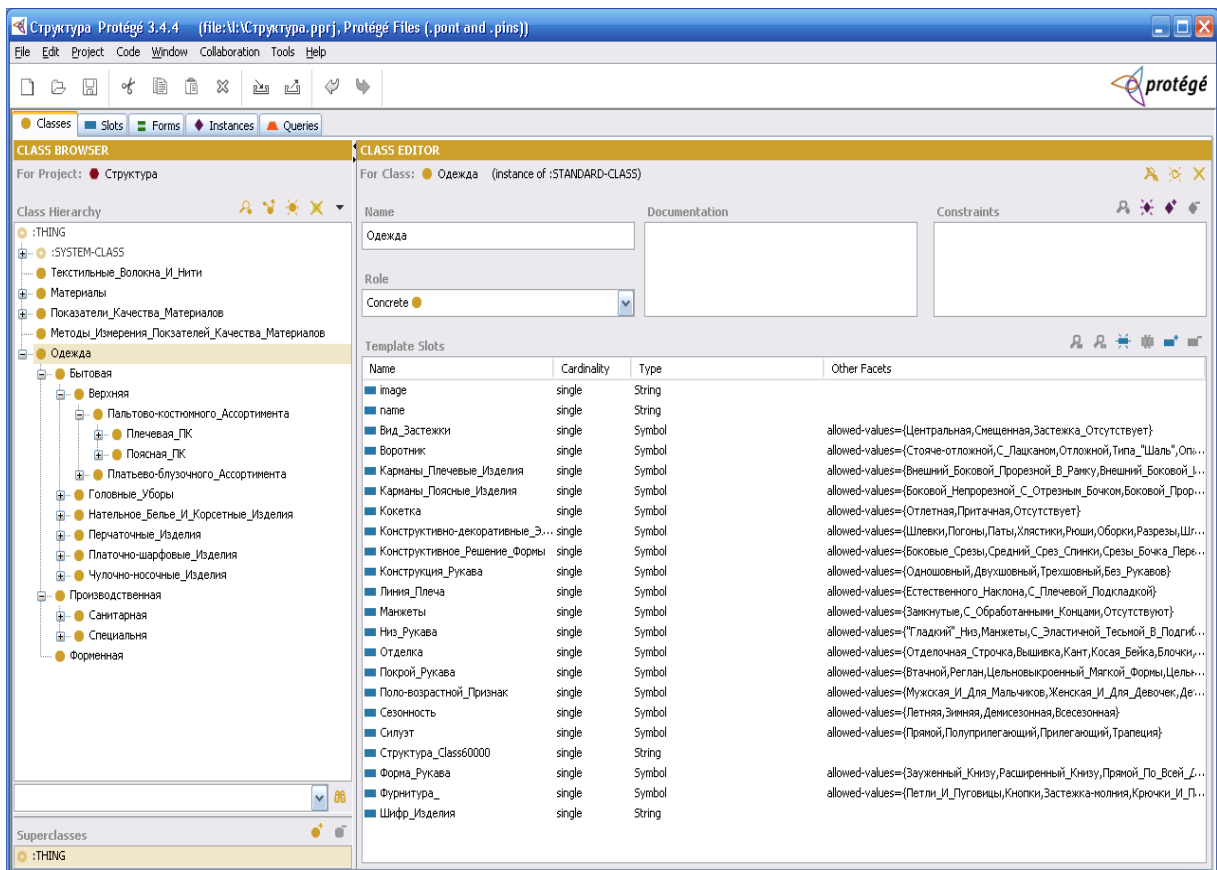 Структура Protégé 3.4.4 (file:\I:\Структура.pprj, Protégé Files (.pont and .pins))
File Edit Project Code Window Collaboration Tools Help
protégé
Classes Slots Forms Instances Queries
CLASS BROWSER
For Project: Структура
Class Hierarchy
:THING
:SYSTEM-CLASS
Текстильные_Волокна_И_Нити
Материалы
Показатели_Качества_Материалов
Методы_Измерения_Покзателей_Качества_Материалов
Одежда
Бытовая
Верхняя
Пальтово-костюмного_Ассортимента
Плечевая_ПК
Поясная_ПК
Платьево-блузочного_Ассортимента
Головные_Уборы
Нательное_Белье_И_Корсетные_Изделия
Перчаточные_Изделия
Платочно-шарфовые_Изделия
Чулочно-носочные_Изделия
Производственная
Санитарная
Специальня
Форменная
Superclasses
:THING
CLASS EDITOR
For Class: Одежда (instance of :STANDARD-CLASS)
Name Documentation Constraints
Одежда
Role
Concrete
Template Slots
Name Cardinality Type Other Facets
image single String
name single String
Вид_Застежки single Symbol allowed-values={Центральная,Смещенная,Застежка_Отсутствует}
Воротник single Symbol allowed-values={Стояче-отложной,С_Лацканом,Отложной,Типа_"Шаль",Опа...
Карманы_Плечевые_Изделия single Symbol allowed-values={Внешний_Боковой_Прорезной_В_Рамку,Внешний_Боковой_...
Карманы_Поясные_Изделия single Symbol allowed-values={Боковой_Непрорезной_С_Отрезным_Бочком,Боковой_Прор...
Кокетка single Symbol allowed-values={Отлетная,Притачная,Отсутствует}
Конструктивно-декоративные_Э... single Symbol allowed-values={Шлевки,Погоны,Паты,Хлястики,Рюши,Оборки,Разрезы,Шг...
Конструктивное_Решение_Формы single Symbol allowed-values={Боковые_Срезы,Средний_Срез_Спинки,Срезы_Бочка_Пере...
Конструкция_Рукава single Symbol allowed-values={Одношовный,Двухшовный,Трехшовный,Без_Рукавов}
Линия_Плеча single Symbol allowed-values={Естественного_Наклона,С_Плечевой_Подкладкой}
Манжеты single Symbol allowed-values={Замкнутые,С_Обработанными_Концами,Отсутствуют}
Низ_Рукава single Symbol allowed-values={"Гладкий"_Низ,Манжеты,С_Эластичной_Тесьмой_В_Подгиб...
Отделка single Symbol allowed-values={Отделочная_Строчка,Вышивка,Кант,Косая_Бейка,Блочки,...
Покрой_Рукава single Symbol allowed-values={Втачной,Реглан,Цельновыкроенный_Мягкой_Формы,Цельн...
Поло-возрастной_Признак single Symbol allowed-values={Мужская_И_Для_Мальчиков,Женская_И_Для_Девочек,Де...
Сезонность single Symbol allowed-values={Летняя,Зимняя,Демисезонная,Всесезонная}
Силуэт single Symbol allowed-values={Прямой,Полуприлегающий,Прилегающий,Трапеция}
Структура_Class60000 single String
Форма_Рукава single Symbol allowed-values={Зауженный_Книзу,Расширенный_Книзу,Прямой_По_Всей_Д...
Фурнитура_ single Symbol allowed-values={Петли_И_Пуговицы,Кнопки,Застежка-молния,Крючки_И_П...
Шифр_Изделия single String